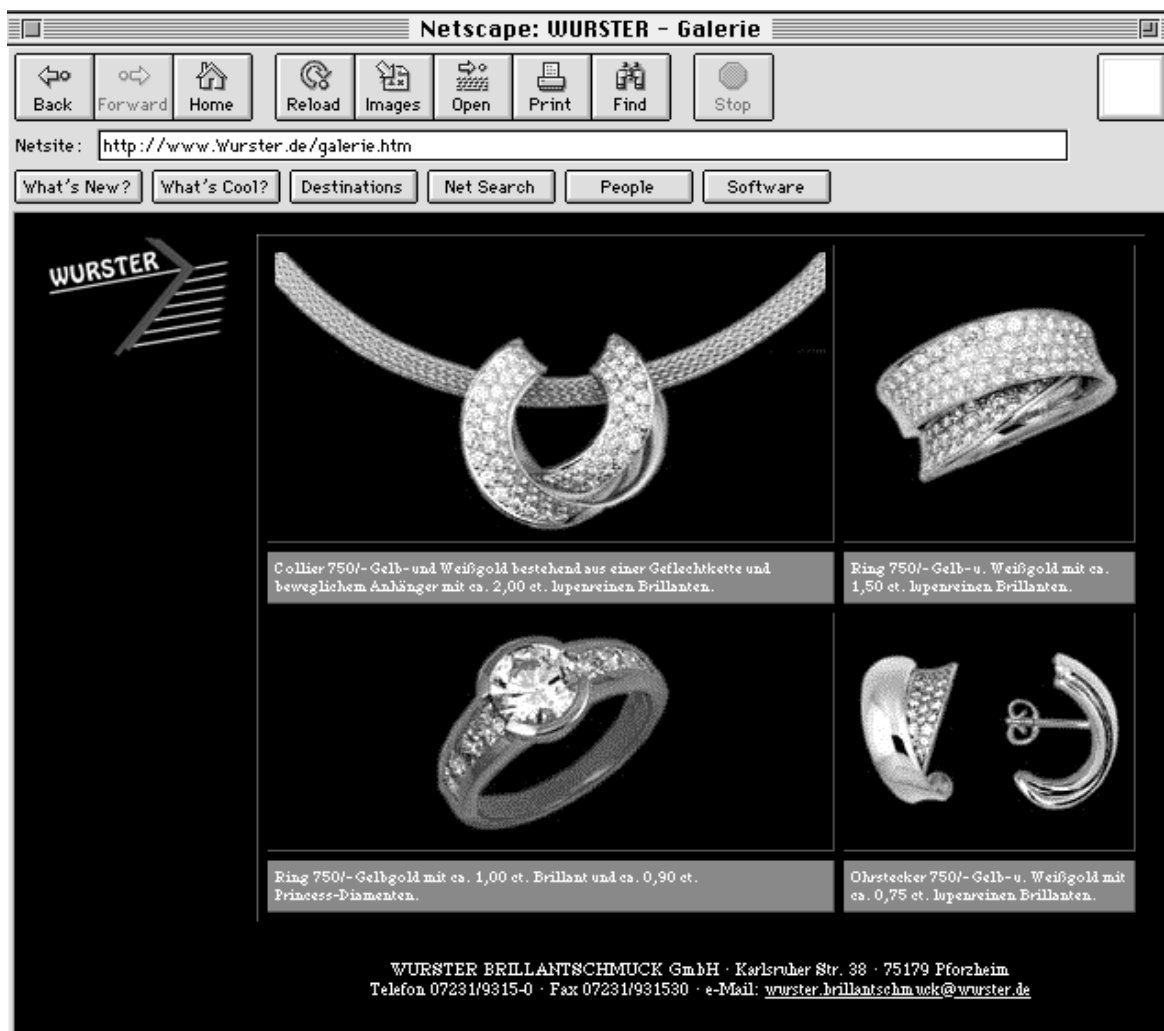 Netscape: WURSTER – Galerie
Back Forward Home Reload Images Open Print Find Stop
Netsite: http://www.Wurster.de/galerie.htm
What's New? What's Cool? Destinations Net Search People Software
WURSTER
Collier 750/- Gelb- und Weißgold bestehend aus einer Geflechtkette und
beweglichem Anhänger mit ca. 2,00 ct. lupenreinen Brillanten.
Ring 750/- Gelb- u. Weißgold mit ca.
1,50 ct. lupenreinen Brillanten.
Ring 750/- Gelbgold mit ca. 1,00 ct. Brillant und ca. 0,90 ct.
Princess-Diamenten.
Ohrstecker 750/- Gelb- u. Weißgold mit
ca. 0,75 ct. lupenreinen Brillanten.
WURSTER BRILLANTSCHMUCK GmbH · Karlsruher Str. 38 · 75179 Pforzheim
Telefon 07231/9315-0 · Fax 07231/931530 · e-Mail: wurster.brillantschmuck@wurster.de